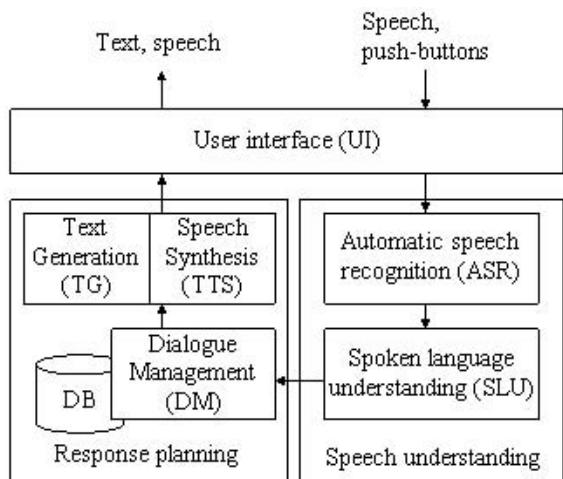 Text, speech
Speech,
push-buttons
User interface (UI)
Text
Generation
(TG)
Speech
Synthesis
(TTS)
Automatic speech
recognition (ASR)
Dialogue
Management
(DM)
DB
Spoken language
understanding (SLU)
Response planning
Speech understanding